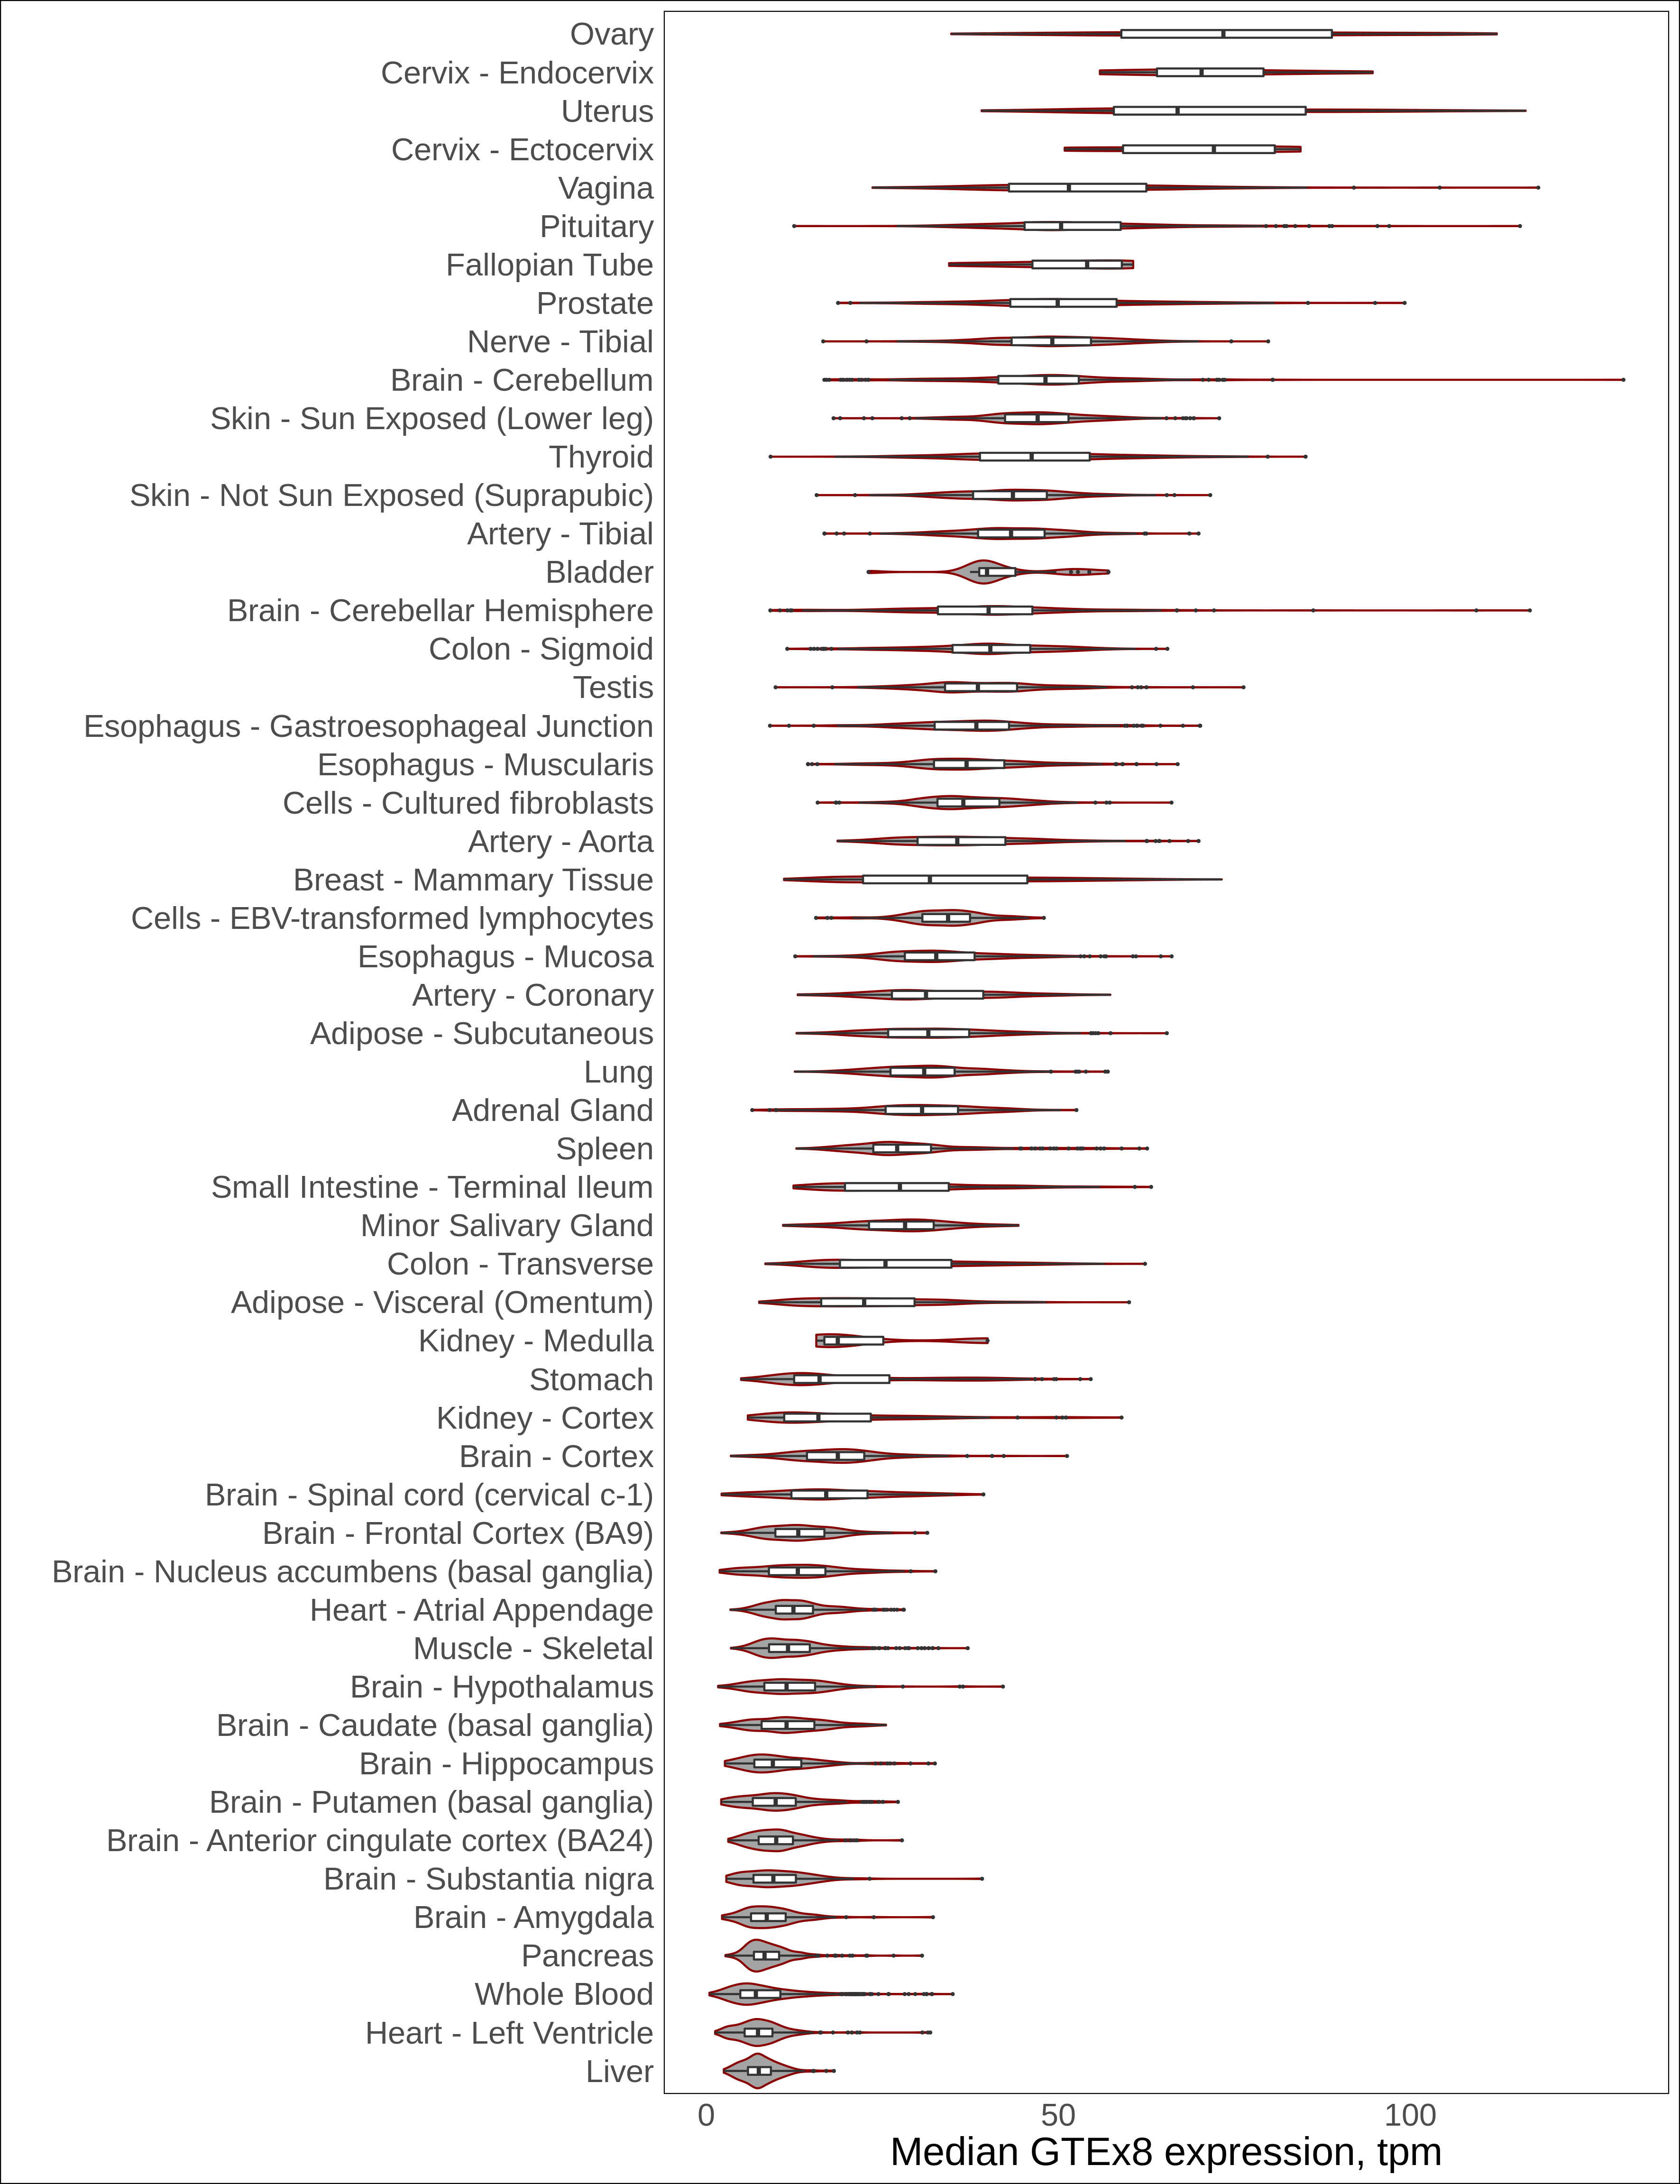 Ovary
Cervix - Endocervix
Uterus
Cervix - Ectocervix
Vagina
Pituitary
Fallopian Tube
Prostate
Nerve - Tibial
Brain - Cerebellum
Skin - Sun Exposed (Lower leg)
Thyroid
Skin - Not Sun Exposed (Suprapubic)
Artery - Tibial
Bladder
Brain - Cerebellar Hemisphere
Colon - Sigmoid
Testis
Esophagus - Gastroesophageal Junction
Esophagus - Muscularis
Cells - Cultured fibroblasts
Artery - Aorta
Breast - Mammary Tissue
Cells - EBV-transformed lymphocytes
Esophagus - Mucosa
Artery - Coronary
Adipose - Subcutaneous
Lung
Adrenal Gland
Spleen
Small Intestine - Terminal Ileum
Minor Salivary Gland
Colon - Transverse
Adipose - Visceral (Omentum)
Kidney - Medulla
Stomach
Kidney - Cortex
Brain - Cortex
Brain - Spinal cord (cervical c-1)
Brain - Frontal Cortex (BA9)
Brain - Nucleus accumbens (basal ganglia)
Heart - Atrial Appendage
Muscle - Skeletal
Brain - Hypothalamus
Brain - Caudate (basal ganglia)
Brain - Hippocampus
Brain - Putamen (basal ganglia)
Brain - Anterior cingulate cortex (BA24)
Brain - Substantia nigra
Brain - Amygdala
Pancreas
Whole Blood
Heart - Left Ventricle
Liver
0 50 100
Median GTEx8 expression, tpm